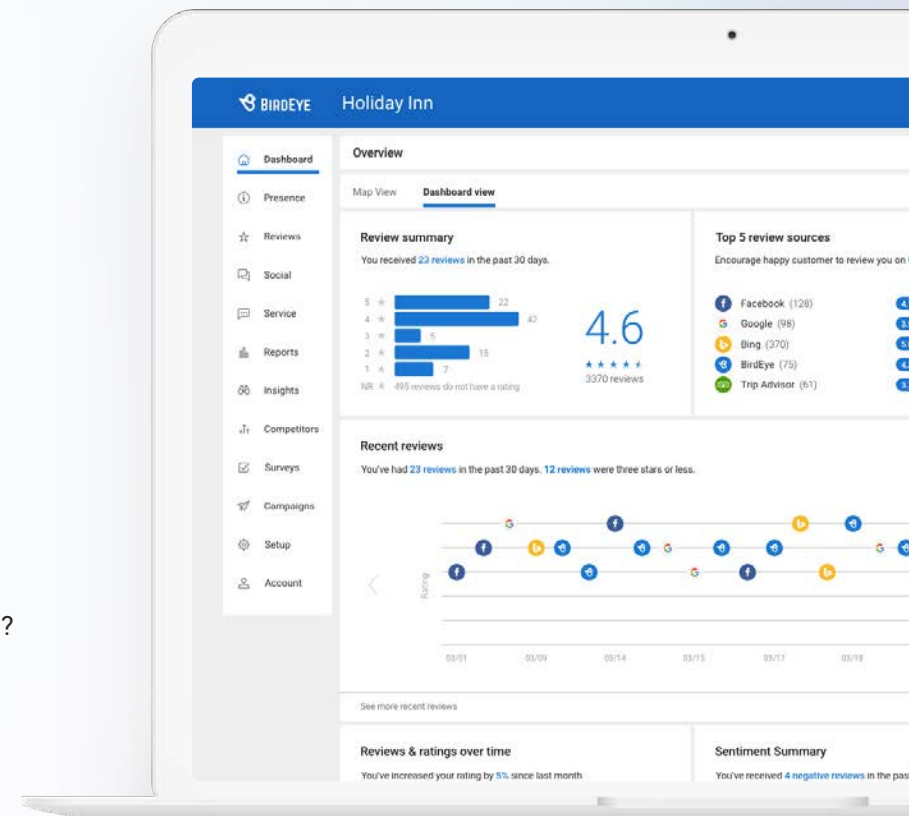 BIRDEYE Holiday Inn
Dashboard
Presence
Reviews
Social
Service
Reports
Insights
Competitors
Surveys
Campaigns
Setup
Account
?
Overview
Map View Dashboard view
Review summary
You received 23 reviews in the past 30 days.
5 22
4 42
3 5
2 15
1 7
NR 495 reviews do not have a rating
4.6
3370 reviews
Top 5 review sources
Encourage happy customer to review you on
Facebook (128)
Google (98)
Bing (370)
BirdEye (75)
Trip Advisor (61)
Recent reviews
You've had 23 reviews in the past 30 days. 12 reviews were three stars or less.
Rating
03/01 03/09 03/14 03/15 03/17 03/18
See more recent reviews
Reviews & ratings over time
You've increased your rating by 5% since last month
Sentiment Summary
You've received 4 negative reviews in the pas